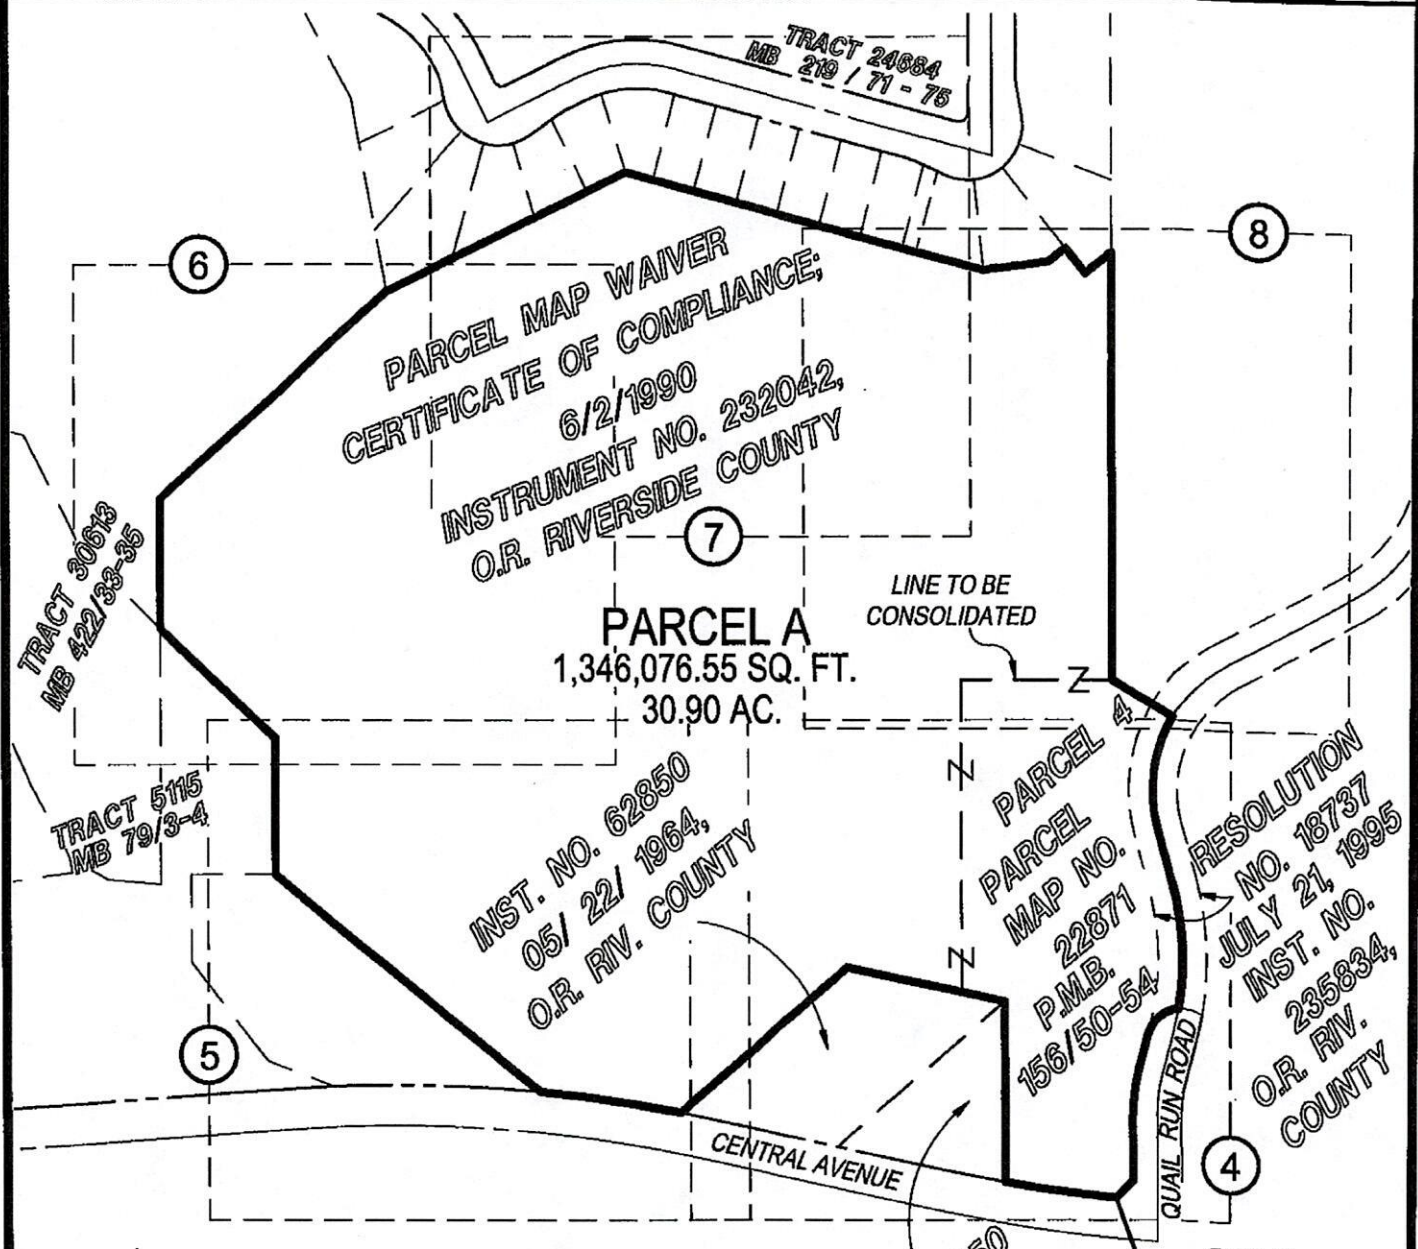 TRACT 24684
MB 219 / 71 - 75
6
8
PARCEL MAP WAIVER
CERTIFICATE OF COMPLIANCE;
6/2/1990
INSTRUMENT NO. 232042,
O.R. RIVERSIDE COUNTY
7
TRACT 30613
MB 422/33-35
LINE TO BE
CONSOLIDATED
PARCEL A
1,346,076.55 SQ. FT.
30.90 AC.
Z
Z
Z
TRACT 5115
MB 79/3-4
INST. NO. 62850
05/ 22/ 1964,
O.R. RIV. COUNTY
PARCEL 4
PARCEL
MAP NO.
22871
P.M.B.
156/50-54
RESOLUTION
NO. 18737
JULY 21, 1995
INST. NO.
235834,
O.R. RIV.
COUNTY
5
CENTRAL AVENUE
QUAIL RUN ROAD
4
50